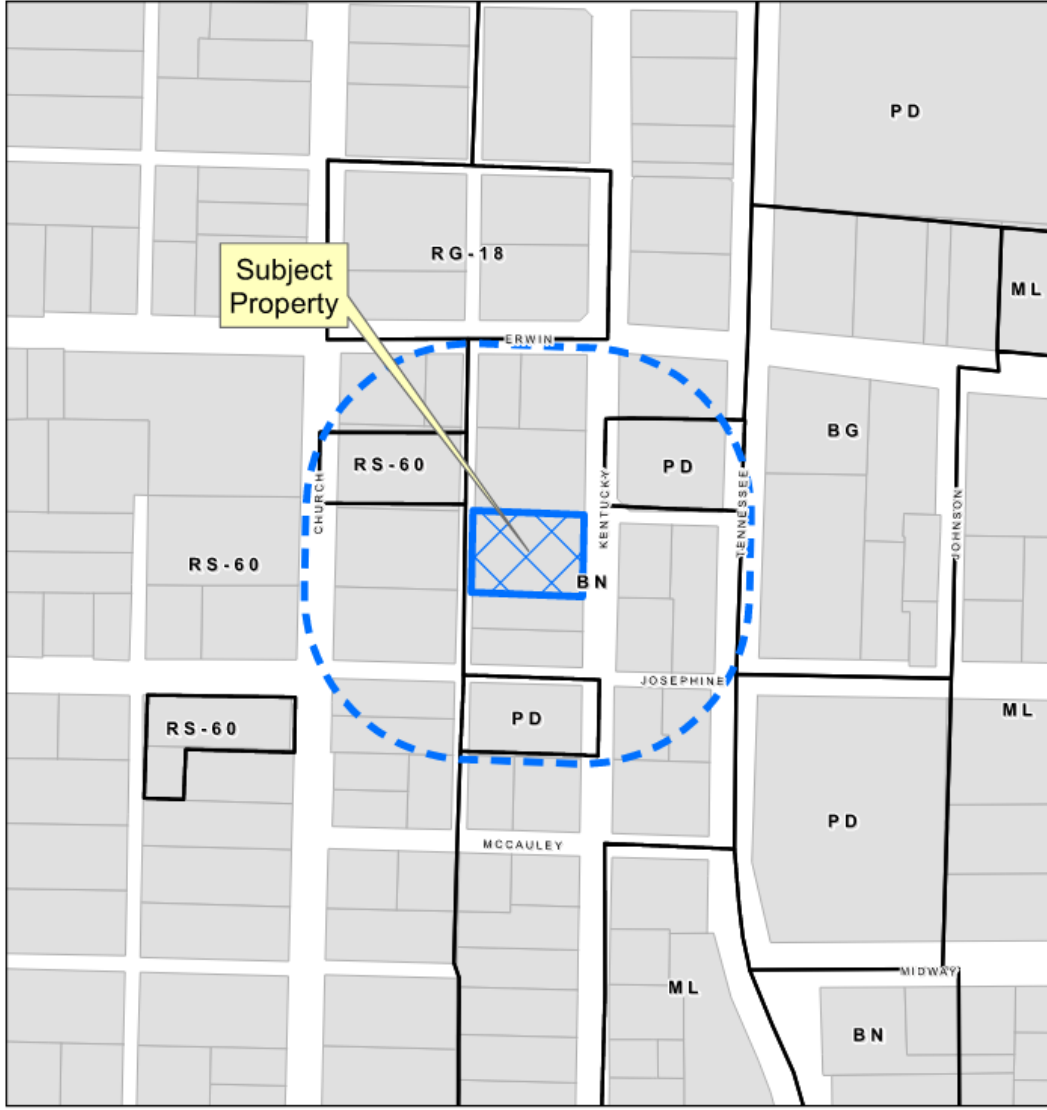 PD
RG-18
Subject
Property
ML
ERWIN
BG
RS-60
PD
CHURCH
KENTUCKY
TENNESSEE
JOHNSON
RS-60
BN
JOSEPHINE
PD
ML
RS-60
PD
MCCAULEY
MIDWAY
ML
BN